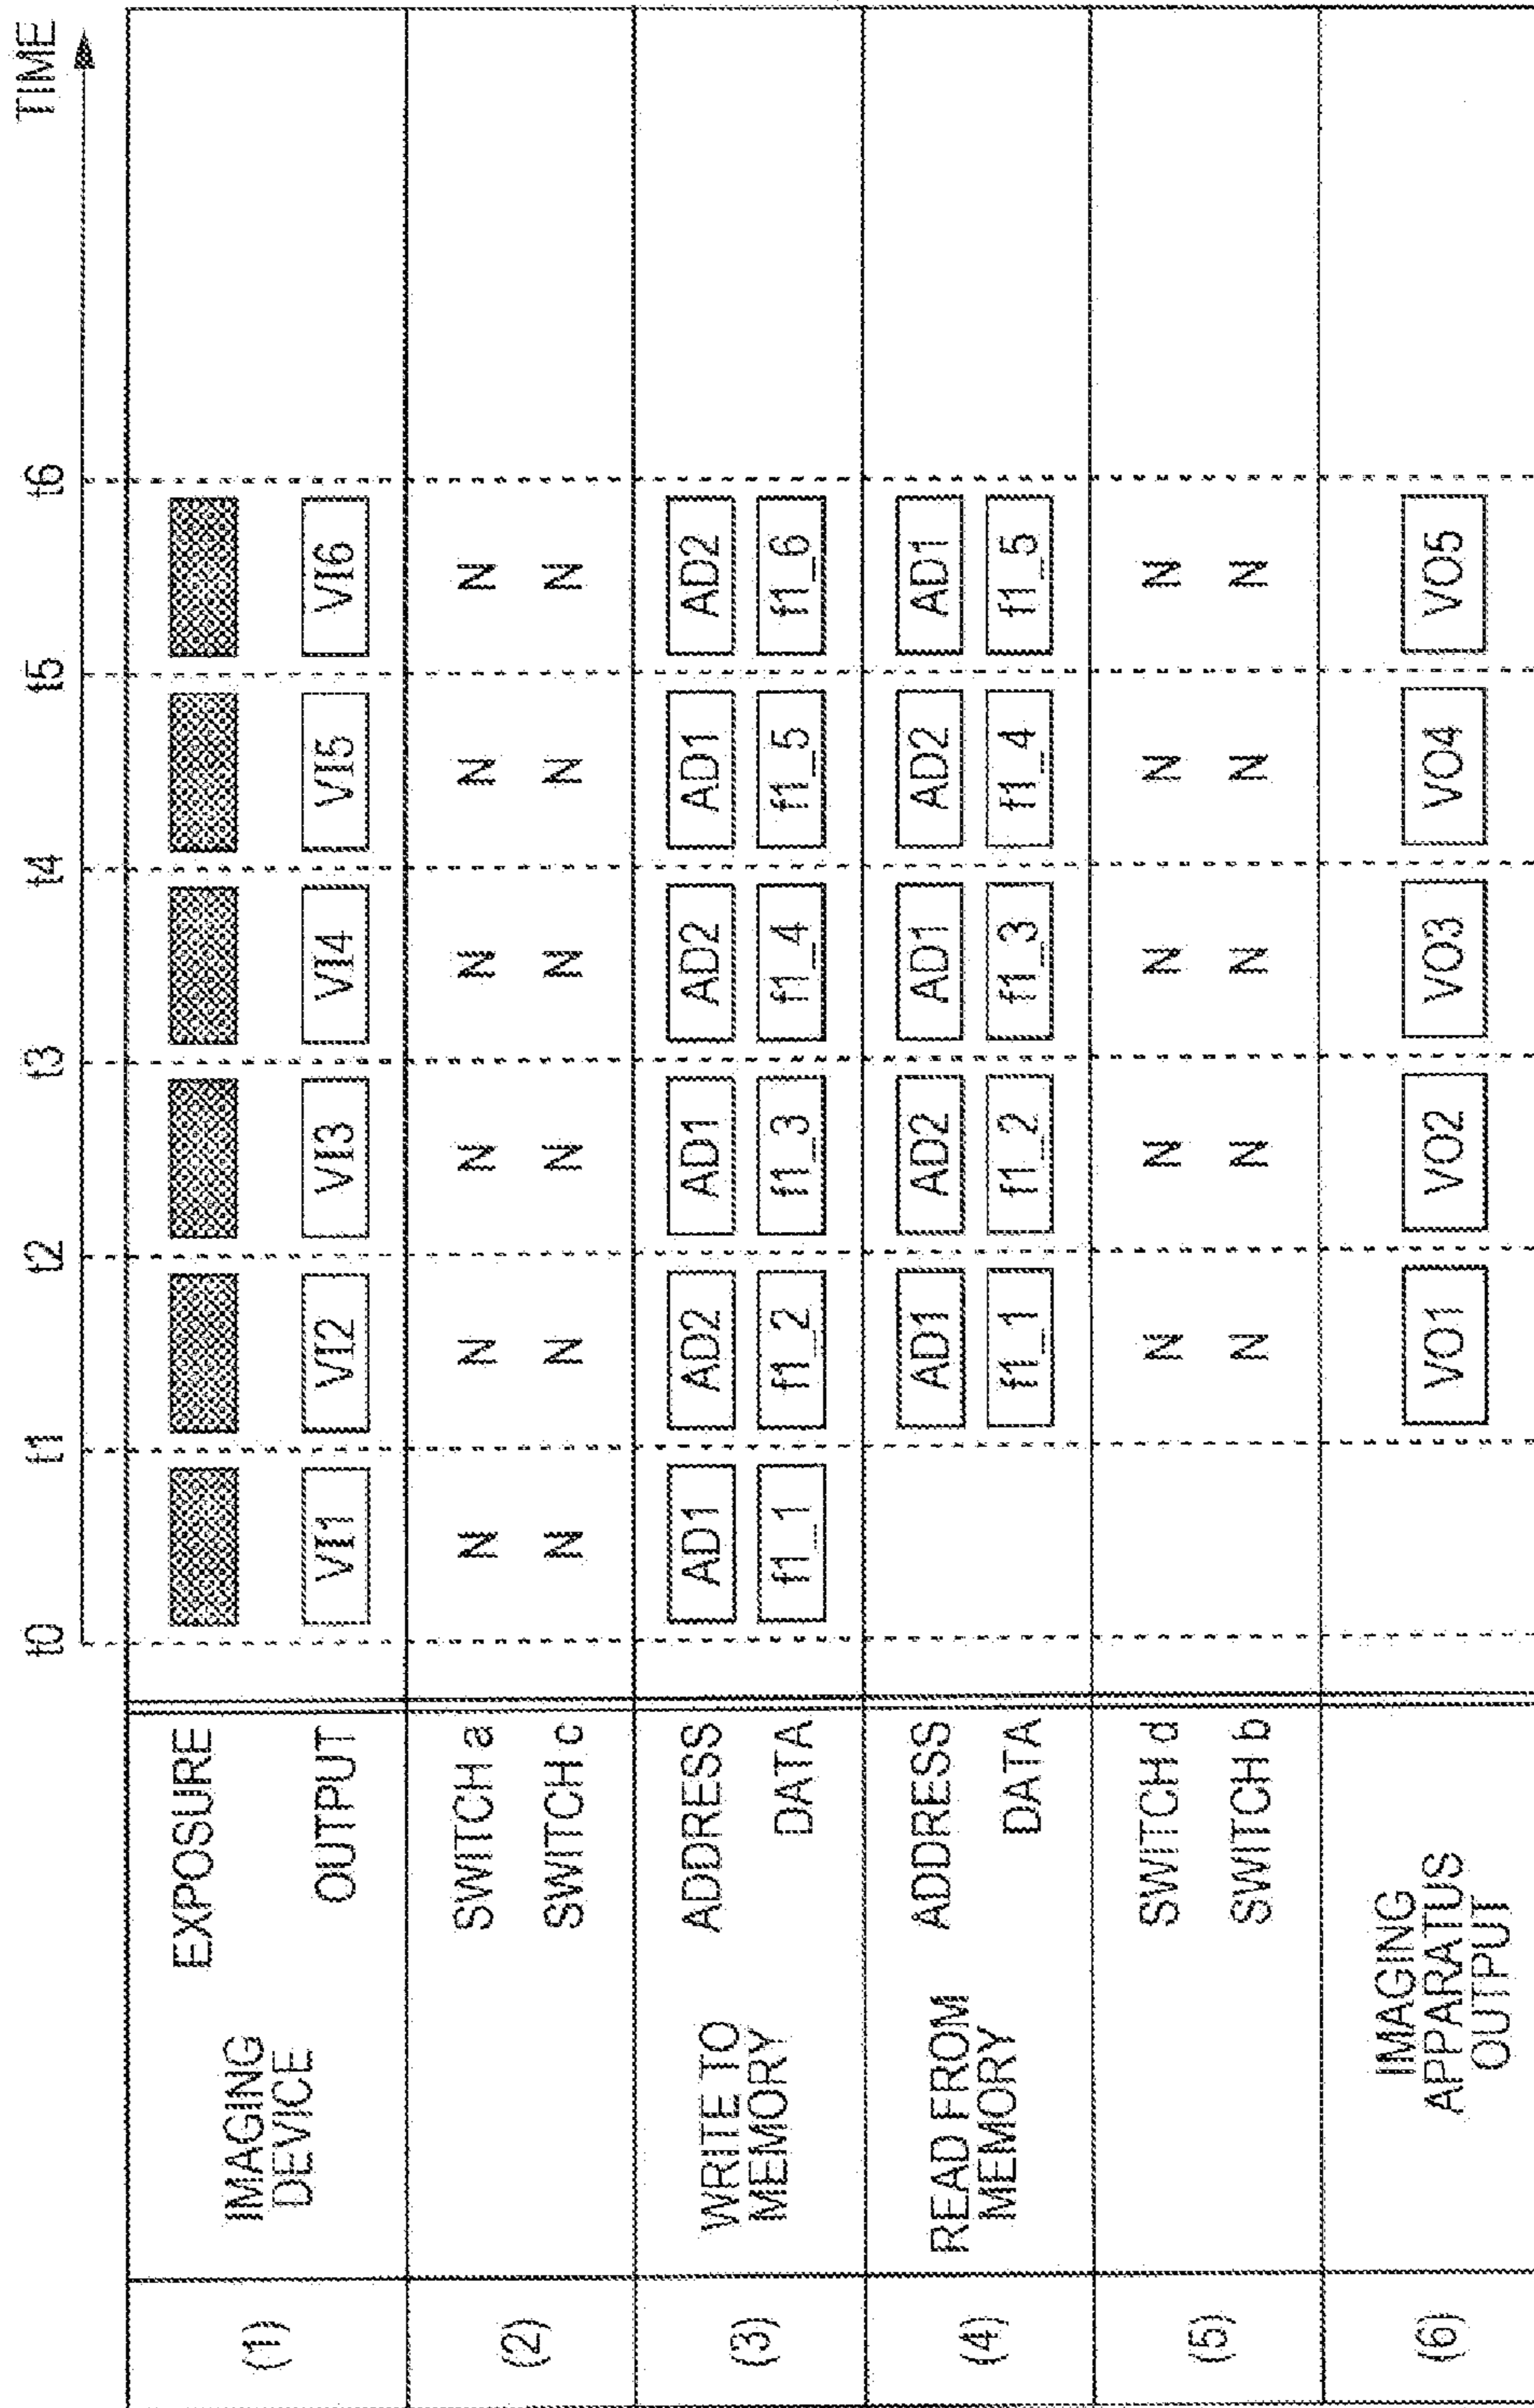 TIME
t0 t1 t2 t3 t4 t5 t6
(1) IMAGING DEVICE EXPOSURE
OUTPUT VI1 VI2 VI3 VI4 VI5 VI6
(2) SWITCH a N N N N N N
SWITCH c N N N N N N
(3) WRITE TO MEMORY ADDRESS AD1 AD2 AD1 AD2 AD1 AD2
DATA f1_1 f1_2 f1_3 f1_4 f1_5 f1_6
(4) READ FROM MEMORY ADDRESS AD1 AD2 AD1 AD2 AD1
DATA f1_1 f1_2 f1_3 f1_4 f1_5
(5) SWITCH d N N N N N
SWITCH b N N N N N
(6) IMAGING APPARATUS OUTPUT VO1 VO2 VO3 VO4 VO5